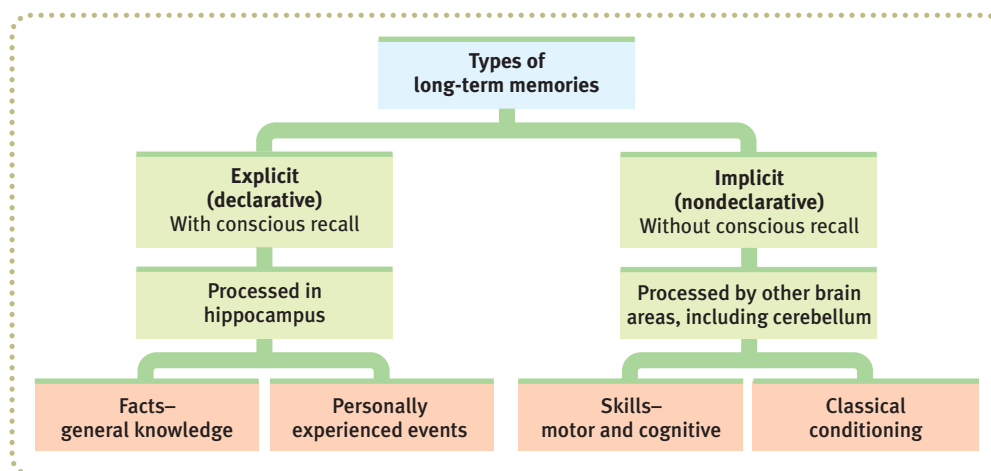 Types of
long-term memories
Explicit
(declarative)
With conscious recall
Implicit
(nondeclarative)
Without conscious recall
Processed in
hippocampus
Processed by other brain
areas, including cerebellum
Facts–
general knowledge
Personally
experienced events
Skills–
motor and cognitive
Classical
conditioning